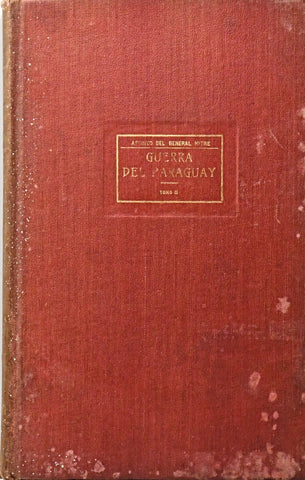 ARCHIVO DEL GENERAL MITRE
GUERRA
DEL PARAGUAY
TOMO II